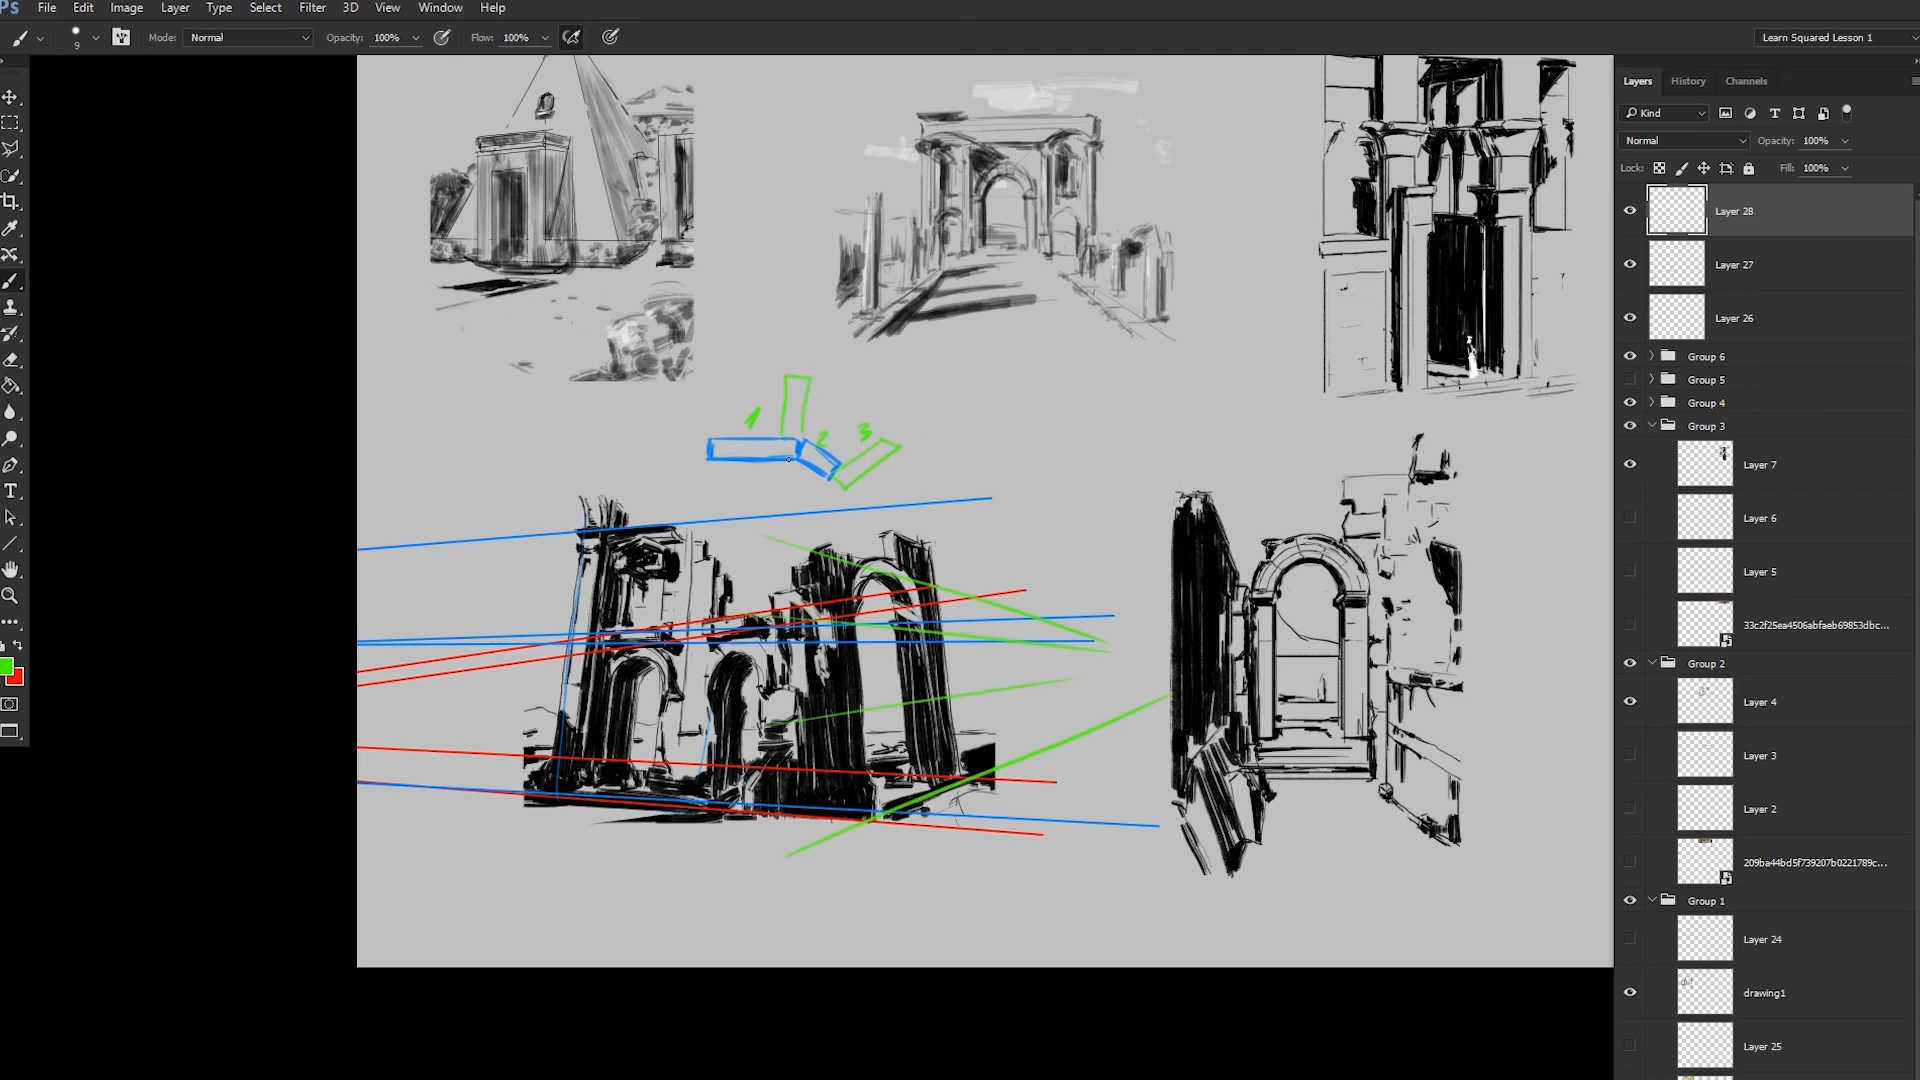 Ps File Edit Image Layer Type Select Filter 3D View Window Help
9 Mode: Normal Opacity: 100% Flow: 100% Learn Squared Lesson 1
Layers History Channels
Kind
Normal Opacity: 100%
Lock: Fill: 100%
Layer 28
Layer 27
Layer 26
Group 6
Group 5
Group 4
Group 3
Layer 7
Layer 6
Layer 5
33c2f25ea4506abfaeb69853dbc...
Group 2
Layer 4
Layer 3
Layer 2
209ba44bd5f739207b0221789c...
Group 1
Layer 24
drawing1
Layer 25
1 2 3